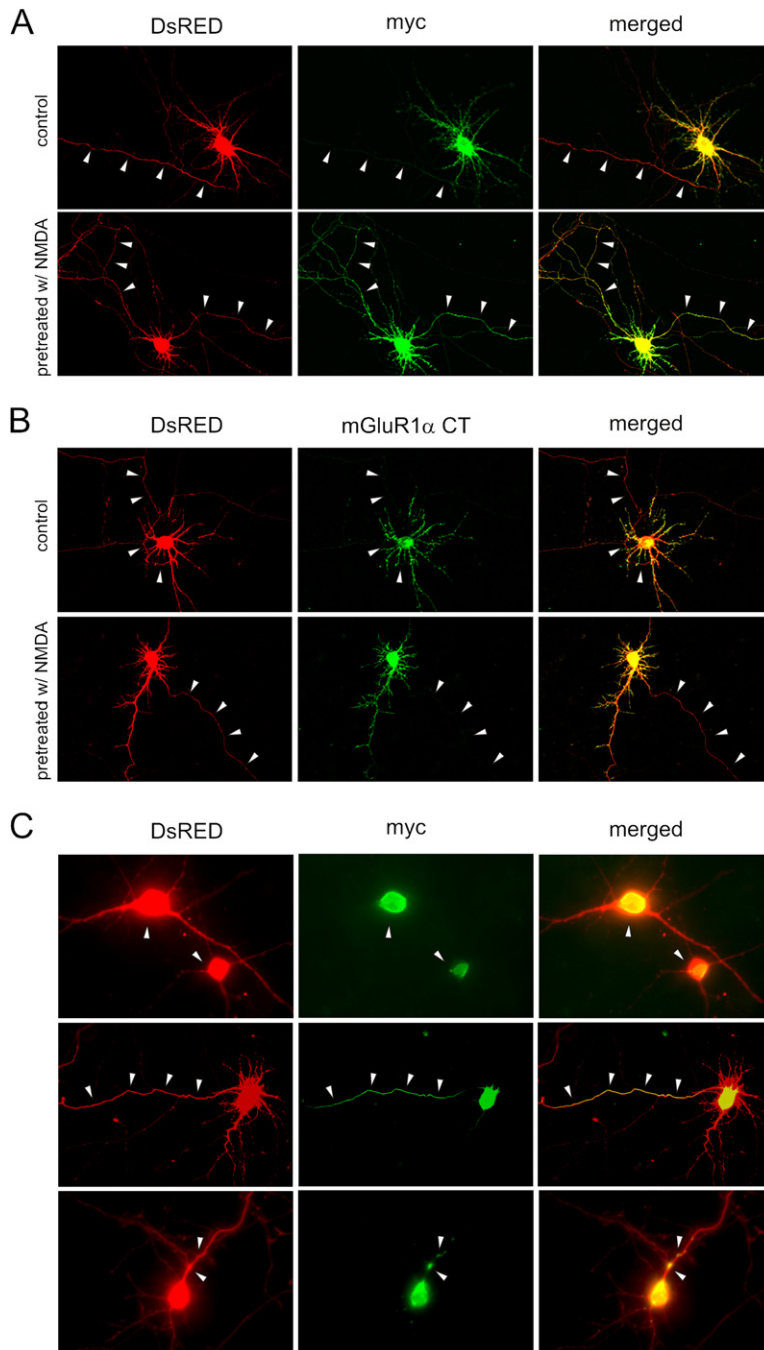 A
DsRED myc merged
control
pretreated w/ NMDA
B
DsRED mGluR1α CT merged
control
pretreated w/ NMDA
C
DsRED myc merged